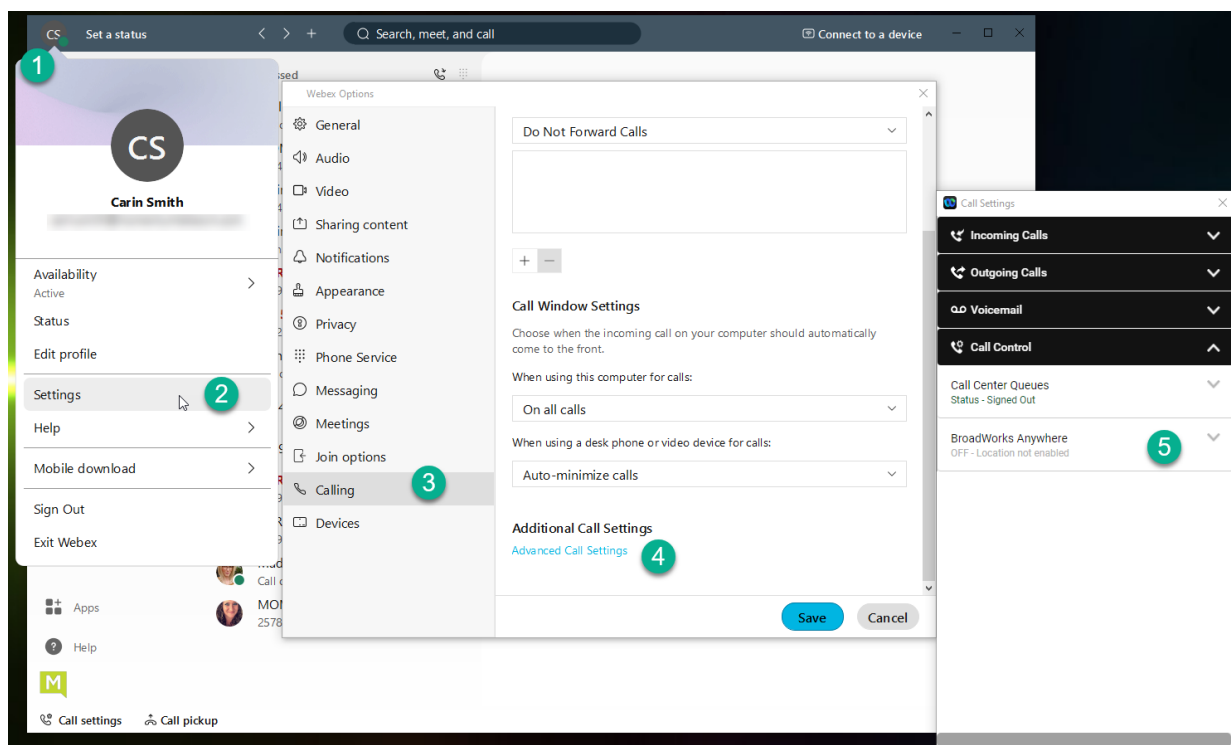 CS
Set a status
Search, meet, and call
Connect to a device
1
CS
Carin Smith
Availability
Active
Status
Edit profile
Settings
2
Help
Mobile download
Sign Out
Exit Webex
ssed
Call
MO
2578
Apps
Help
M
Call settings
Call pickup
Webex Options
General
Audio
Video
Sharing content
Notifications
Appearance
Privacy
Phone Service
Messaging
Meetings
Join options
Calling
3
Devices
Do Not Forward Calls
Call Window Settings
Choose when the incoming call on your computer should automatically
come to the front.
When using this computer for calls:
On all calls
When using a desk phone or video device for calls:
Auto-minimize calls
Additional Call Settings
Advanced Call Settings
4
Save
Cancel
Call Settings
Incoming Calls
Outgoing Calls
Voicemail
Call Control
Call Center Queues
Status - Signed Out
BroadWorks Anywhere
OFF - Location not enabled
5